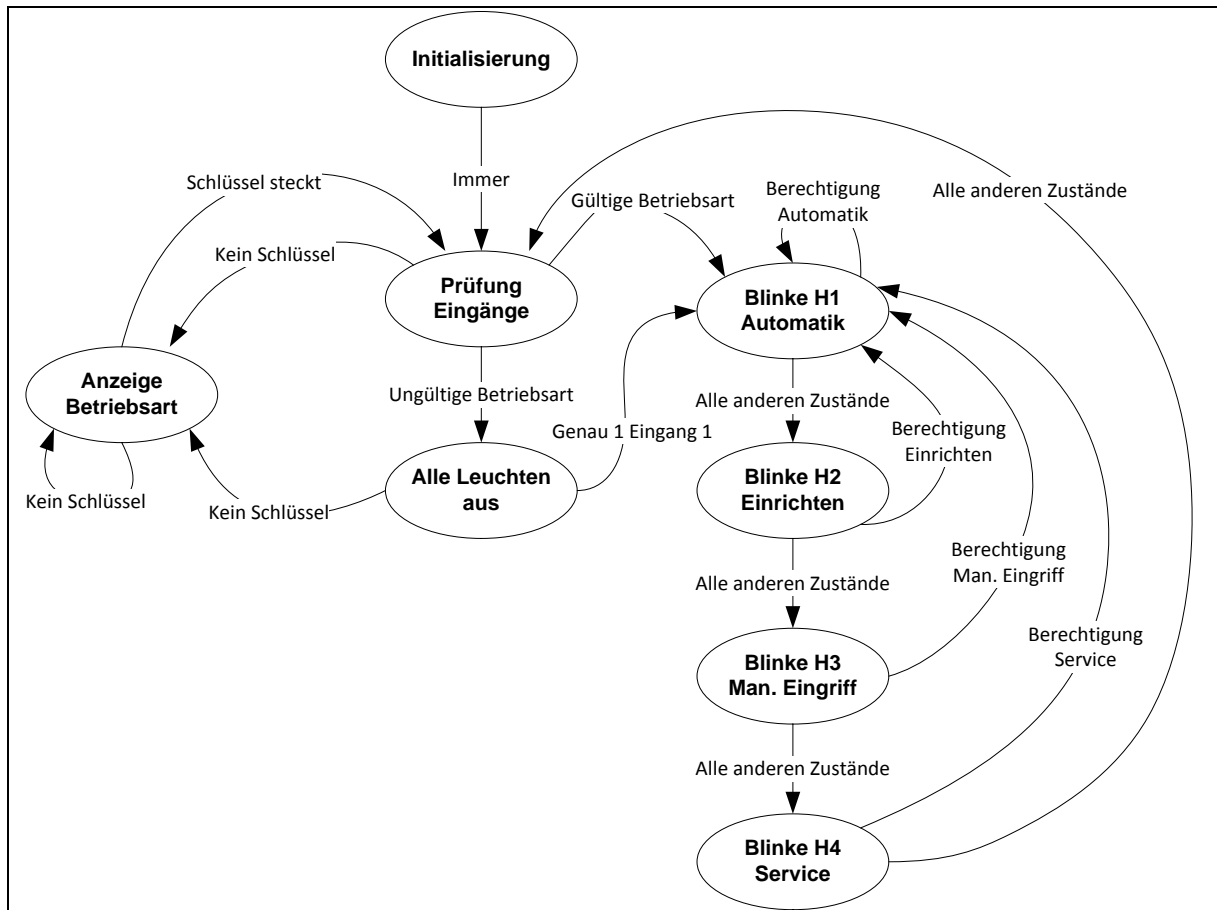 Initialisierung
Immer
Schlüssel steckt
Gültige Betriebsart
Berechtigung
Automatik
Alle anderen Zustände
Kein Schlüssel
Prüfung
Eingänge
Blinke H1
Automatik
Anzeige
Betriebsart
Ungültige Betriebsart
Alle anderen Zustände
Genau 1 Eingang 1
Berechtigung
Einrichten
Kein Schlüssel
Kein Schlüssel
Alle Leuchten
aus
Blinke H2
Einrichten
Alle anderen Zustände
Berechtigung
Man. Eingriff
Blinke H3
Man. Eingriff
Berechtigung
Service
Alle anderen Zustände
Blinke H4
Service